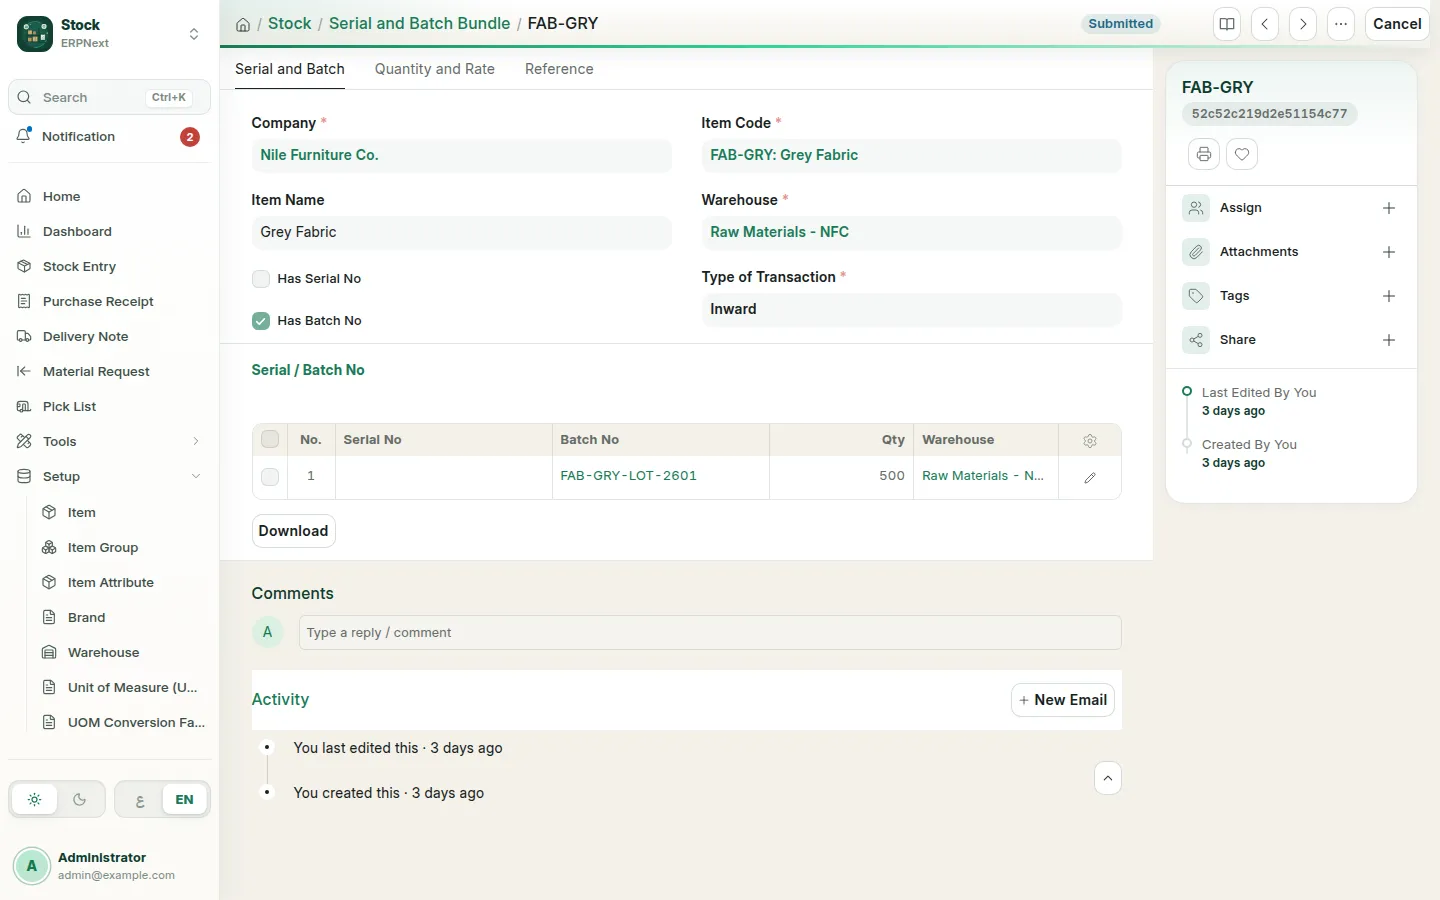 Stock
ERPNext
Search
Ctrl+K
Notification
2
Home
Dashboard
Stock Entry
Purchase Receipt
Delivery Note
Material Request
Pick List
Tools
Setup
Item
Item Group
Item Attribute
Brand
Warehouse
Unit of Measure (U...
UOM Conversion Fa...
ع
EN
A
Administrator
admin@example.com
/ Stock / Serial and Batch Bundle / FAB-GRY
Submitted
Cancel
Serial and Batch
Quantity and Rate
Reference
Company *
Nile Furniture Co.
Item Code *
FAB-GRY: Grey Fabric
Item Name
Grey Fabric
Warehouse *
Raw Materials - NFC
Has Serial No
Has Batch No
Type of Transaction *
Inward
Serial / Batch No
No. Serial No Batch No Qty Warehouse
1 FAB-GRY-LOT-2601 500 Raw Materials - N...
Download
Comments
A
Type a reply / comment
Activity
New Email
You last edited this · 3 days ago
You created this · 3 days ago
FAB-GRY
52c52c219d2e51154c77
Assign
Attachments
Tags
Share
Last Edited By You
3 days ago
Created By You
3 days ago